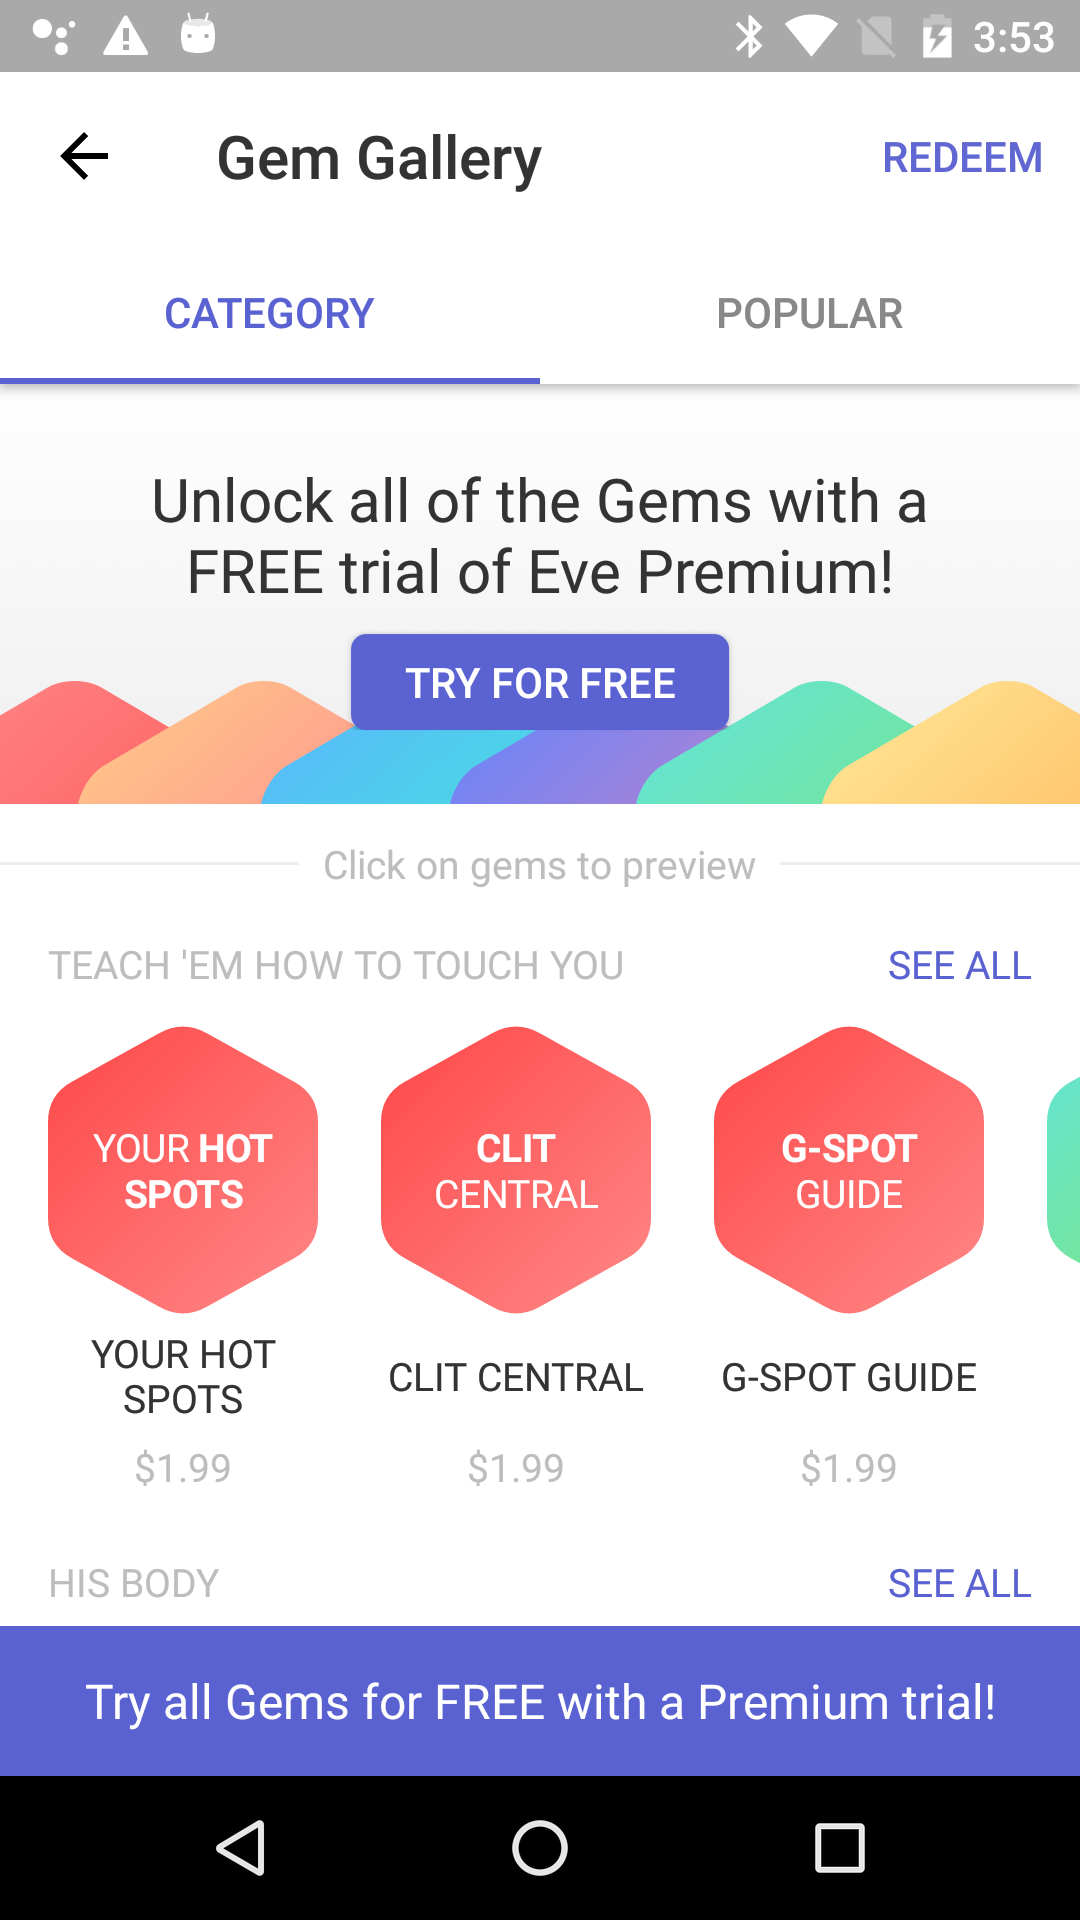 3:53
Gem Gallery
REDEEM
CATEGORY
POPULAR
Unlock all of the Gems with a
FREE trial of Eve Premium!
TRY FOR FREE
Click on gems to preview
TEACH 'EM HOW TO TOUCH YOU
SEE ALL
YOUR HOT
SPOTS
CLIT
CENTRAL
G-SPOT
GUIDE
YOUR HOT
SPOTS
CLIT CENTRAL
G-SPOT GUIDE
$1.99
$1.99
$1.99
HIS BODY
SEE ALL
Try all Gems for FREE with a Premium trial!